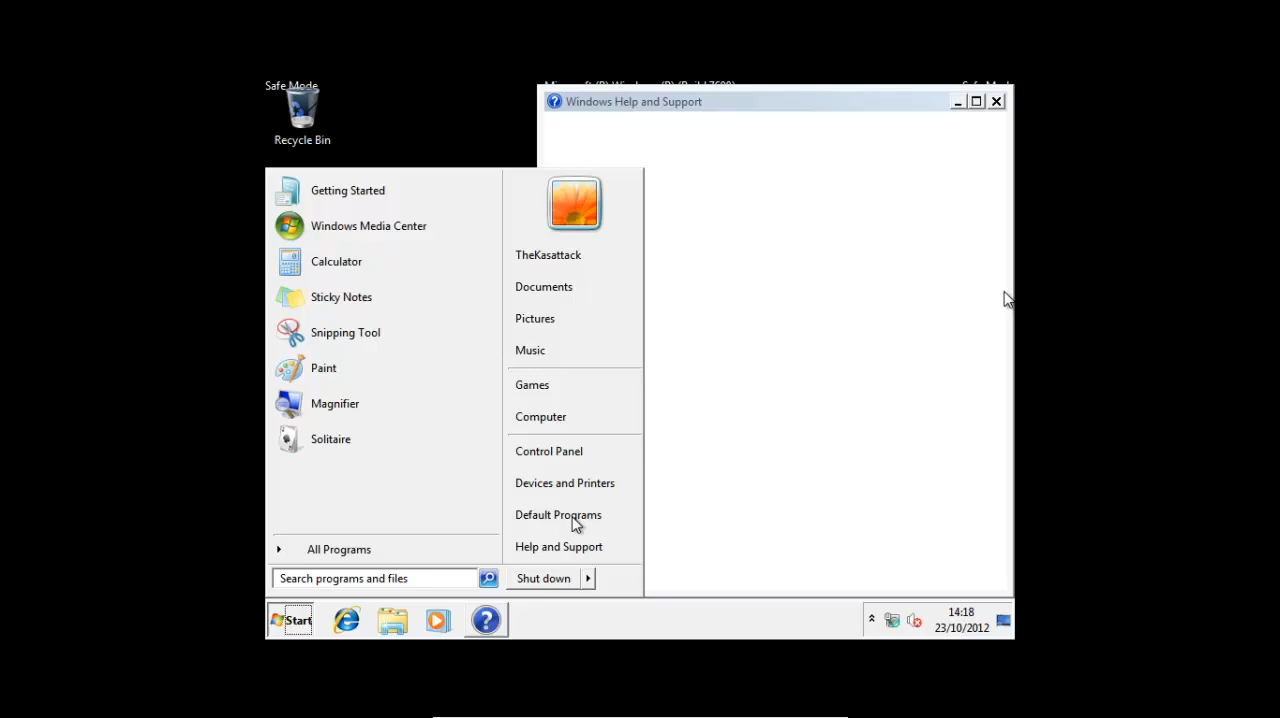 Safe Mode
Recycle Bin
Windows Help and Support
Getting Started
Windows Media Center
Calculator
Sticky Notes
Snipping Tool
Paint
Magnifier
Solitaire
All Programs
Search programs and files
TheKasattack
Documents
Pictures
Music
Games
Computer
Control Panel
Devices and Printers
Default Programs
Help and Support
Shut down
Start
14:18
23/10/2012